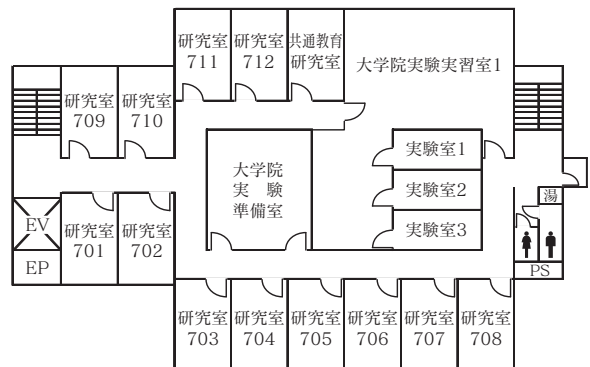 研究室
711
研究室
712
共通教育
研究室
大学院実験実習室1
研究室
709
研究室
710
大学院
実 験
準備室
実験室1
実験室2
実験室3
湯
EV
EP
研究室
701
研究室
702
PS
研究室
703
研究室
704
研究室
705
研究室
706
研究室
707
研究室
708